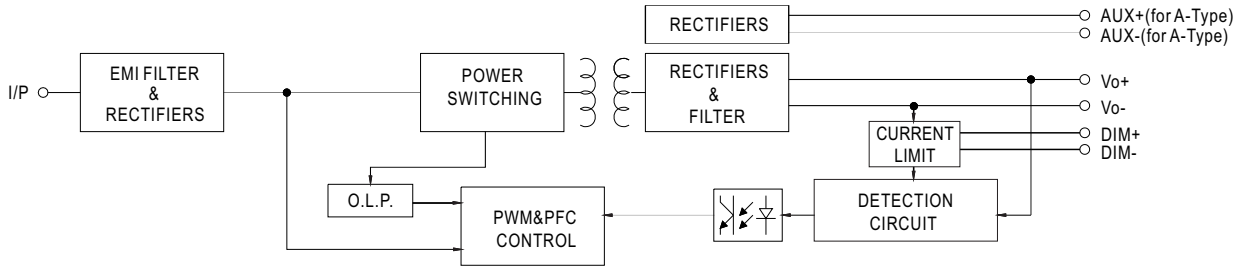 RECTIFIERS
AUX+(for A-Type)
AUX-(for A-Type)
I/P
EMI FILTER
&
RECTIFIERS
POWER
SWITCHING
RECTIFIERS
&
FILTER
Vo+
Vo-
CURRENT
LIMIT
DIM+
DIM-
O.L.P.
PWM&PFC
CONTROL
DETECTION
CIRCUIT